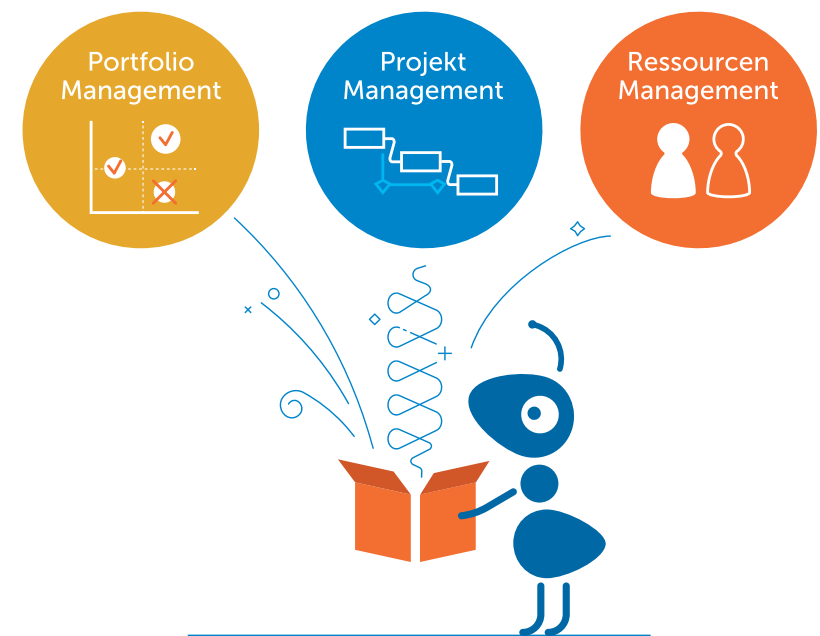 Portfolio
Management
Projekt
Management
Ressourcen
Management